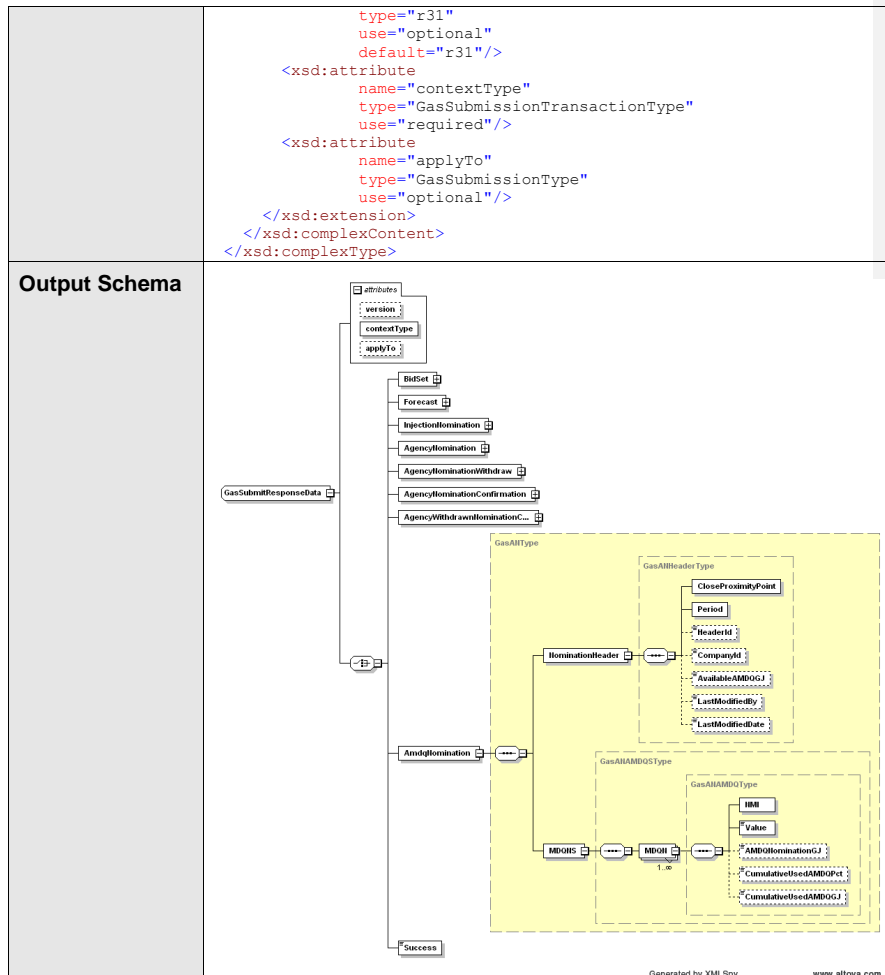 type="r31"
use="optional"
default="r31"/>
<xsd:attribute
name="contextType"
type="GasSubmissionTransactionType"
use="required"/>
<xsd:attribute
name="applyTo"
type="GasSubmissionType"
use="optional"/>
</xsd:extension>
</xsd:complexContent>
</xsd:complexType>
Output Schema
attributes
version
contextType
applyTo
BidSet
Forecast
InjectionNomination
AgencyNomination
AgencyNominationWithdraw
AgencyNominationConfirmation
AgencyWithdrawnNominationC...
GasSubmitResponseData
GasANType
GasANHeaderType
CloseProximityPoint
Period
HeaderId
NominationHeader
CompanyId
AvailableAMDQGJ
LastModifiedBy
LastModifiedDate
AmdqNomination
GasANAMDQSType
GasANAMDQType
NMI
Value
MDQNS
MDQN
1..∞
AMDQNominationGJ
CumulativeUsedAMDQPct
CumulativeUsedAMDQGJ
Success
Generated by XMLSpy
www.altova.com